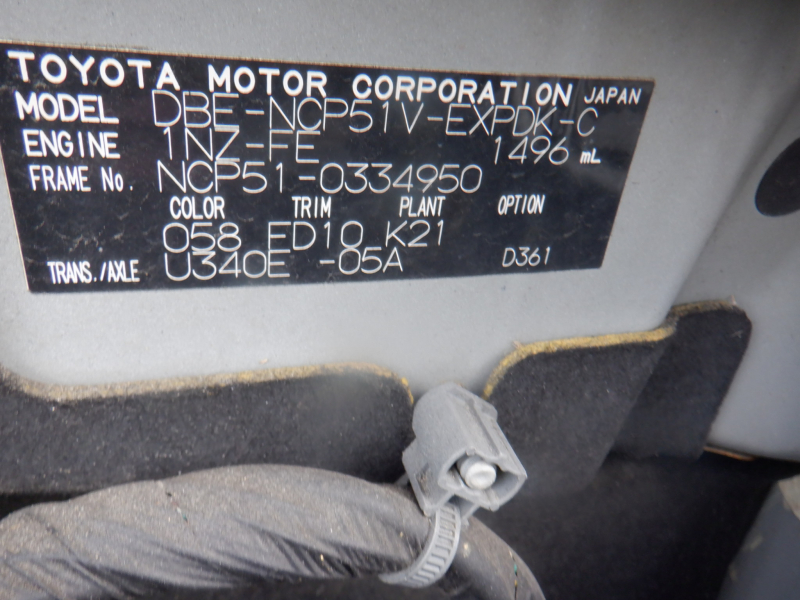 TOYOTA MOTOR CORPORATION JAPAN
MODEL DBE-NCP51V-EXPDK-C
ENGINE 1NZ-FE 1496 mL
FRAME No. NCP51-0334950
COLOR TRIM PLANT OPTION
058 FD10 K21
TRANS./AXLE U340E -05A D361